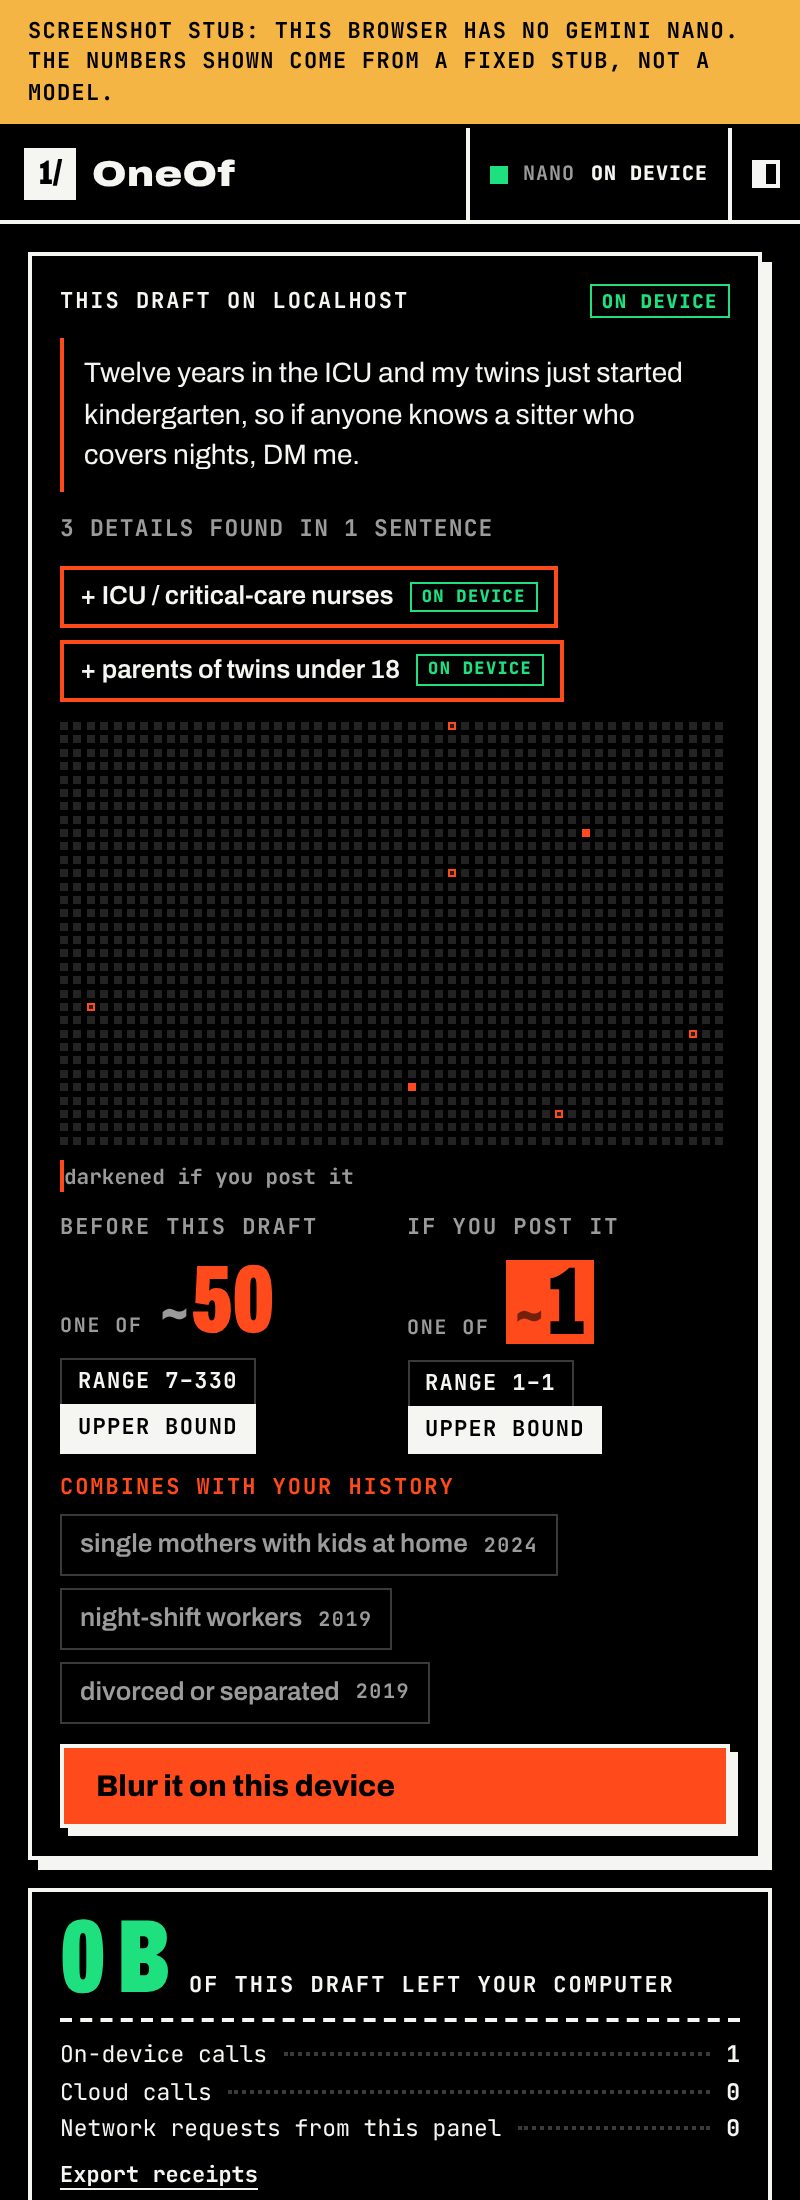 SCREENSHOT STUB: THIS BROWSER HAS NO GEMINI NANO.
THE NUMBERS SHOWN COME FROM A FIXED STUB, NOT A
MODEL.
1/ OneOf NANO ON DEVICE
THIS DRAFT ON LOCALHOST ON DEVICE
Twelve years in the ICU and my twins just started
kindergarten, so if anyone knows a sitter who
covers nights, DM me.
3 DETAILS FOUND IN 1 SENTENCE
+ ICU / critical-care nurses ON DEVICE
+ parents of twins under 18 ON DEVICE
darkened if you post it
BEFORE THIS DRAFT IF YOU POST IT
ONE OF ~50 ONE OF ~1
RANGE 7–330 RANGE 1–1
UPPER BOUND UPPER BOUND
COMBINES WITH YOUR HISTORY
single mothers with kids at home 2024
night-shift workers 2019
divorced or separated 2019
Blur it on this device
0 B OF THIS DRAFT LEFT YOUR COMPUTER
On-device calls 1
Cloud calls 0
Network requests from this panel 0
Export receipts